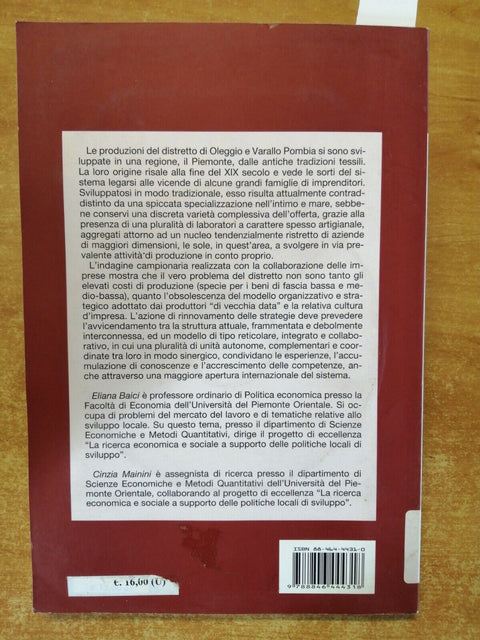 Le produzioni del distretto di Oleggio e Varallo Pombia si sono svi-
luppate in una regione, il Piemonte, dalle antiche tradizioni tessili.
La loro origine risale alla fine del XIX secolo e vede le sorti del si-
stema legarsi alle vicende di alcune grandi famiglie di imprenditori.
Sviluppatosi in modo tradizionale, esso risulta attualmente contrad-
distinto da una spiccata specializzazione nell'intimo e mare, sebbe-
ne conservi una discreta varietà complessiva dell'offerta, grazie alla
presenza di una pluralità di laboratori a carattere spesso artigianale,
aggregati attorno ad un nucleo tendenzialmente ristretto di aziende
di maggiori dimensioni, le sole, in quest'area, a svolgere in via pre-
valente attività di produzione in conto proprio.
L'indagine campionaria realizzata con la collaborazione delle im-
prese mostra che il vero problema del distretto non sono tanto gli
elevati costi di produzione (specie per i beni di fascia bassa e me-
dio-bassa), quanto l'obsolescenza del modello organizzativo e stra-
tegico adottato dai produttori "di vecchia data" e la relativa cultura
d'impresa. L'azione di rinnovamento delle strategie deve prevedere
l'avvicendamento tra la struttura attuale, frammentata e debolmente
interconnessa, ed un modello di tipo reticolare, integrato e collabo-
rativo, in cui una pluralità di unità autonome, complementari e coor-
dinate tra loro in modo sinergico, condividano le esperienze, l'accu-
mulazione di conoscenze e l'accrescimento delle competenze, an-
che attraverso una maggiore apertura internazionale del sistema.
Eliana Baici è professore ordinario di Politica economica presso la
Facoltà di Economia dell'Università del Piemonte Orientale. Si oc-
cupa di problemi del mercato del lavoro e di tematiche relative allo
sviluppo locale. Su questo tema, presso il dipartimento di Scienze
Economiche e Metodi Quantitativi, dirige il progetto di eccellenza
"La ricerca economica e sociale a supporto delle politiche locali di
sviluppo".
Cinzia Mainini è assegnista di ricerca presso il dipartimento di
Scienze Economiche e Metodi Quantitativi dell'Università del Pie-
monte Orientale, collaborando al progetto di eccellenza "La ricerca
economica e sociale a supporto delle politiche locali di sviluppo".
ISBN 88-464-4431-0
9 788846 444318
€. 16,00 (U)